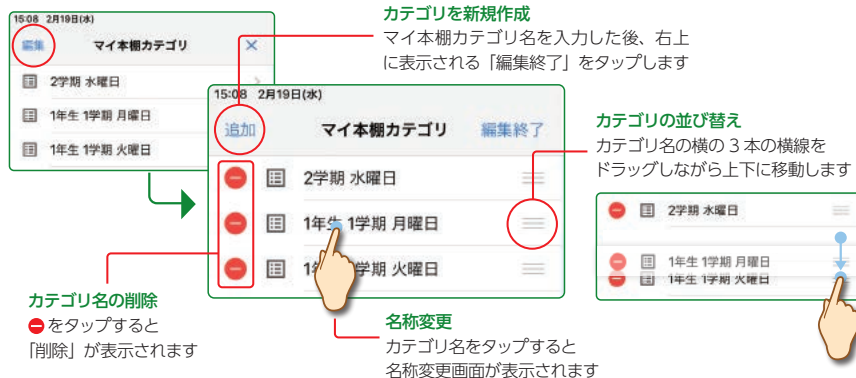 15:08 2月19日(水)
編集 マイ本棚カテゴリ ×
2学期 水曜日
1年生 1学期 月曜日
1年生 1学期 火曜日
カテゴリを新規作成
マイ本棚カテゴリ名を入力した後、右上
に表示される「編集終了」をタップします
15:08 2月19日(水)
追加 マイ本棚カテゴリ 編集終了
2学期 水曜日
1年生 1学期 月曜日
学期 火曜日
カテゴリの並び替え
カテゴリ名の横の3本の横線を
ドラッグしながら上下に移動します
2学期 水曜日
1年生 1学期 月曜日
1年生 1学期 火曜日
カテゴリ名の削除
をタップすると
「削除」が表示されます
名称変更
カテゴリ名をタップすると
名称変更画面が表示されます